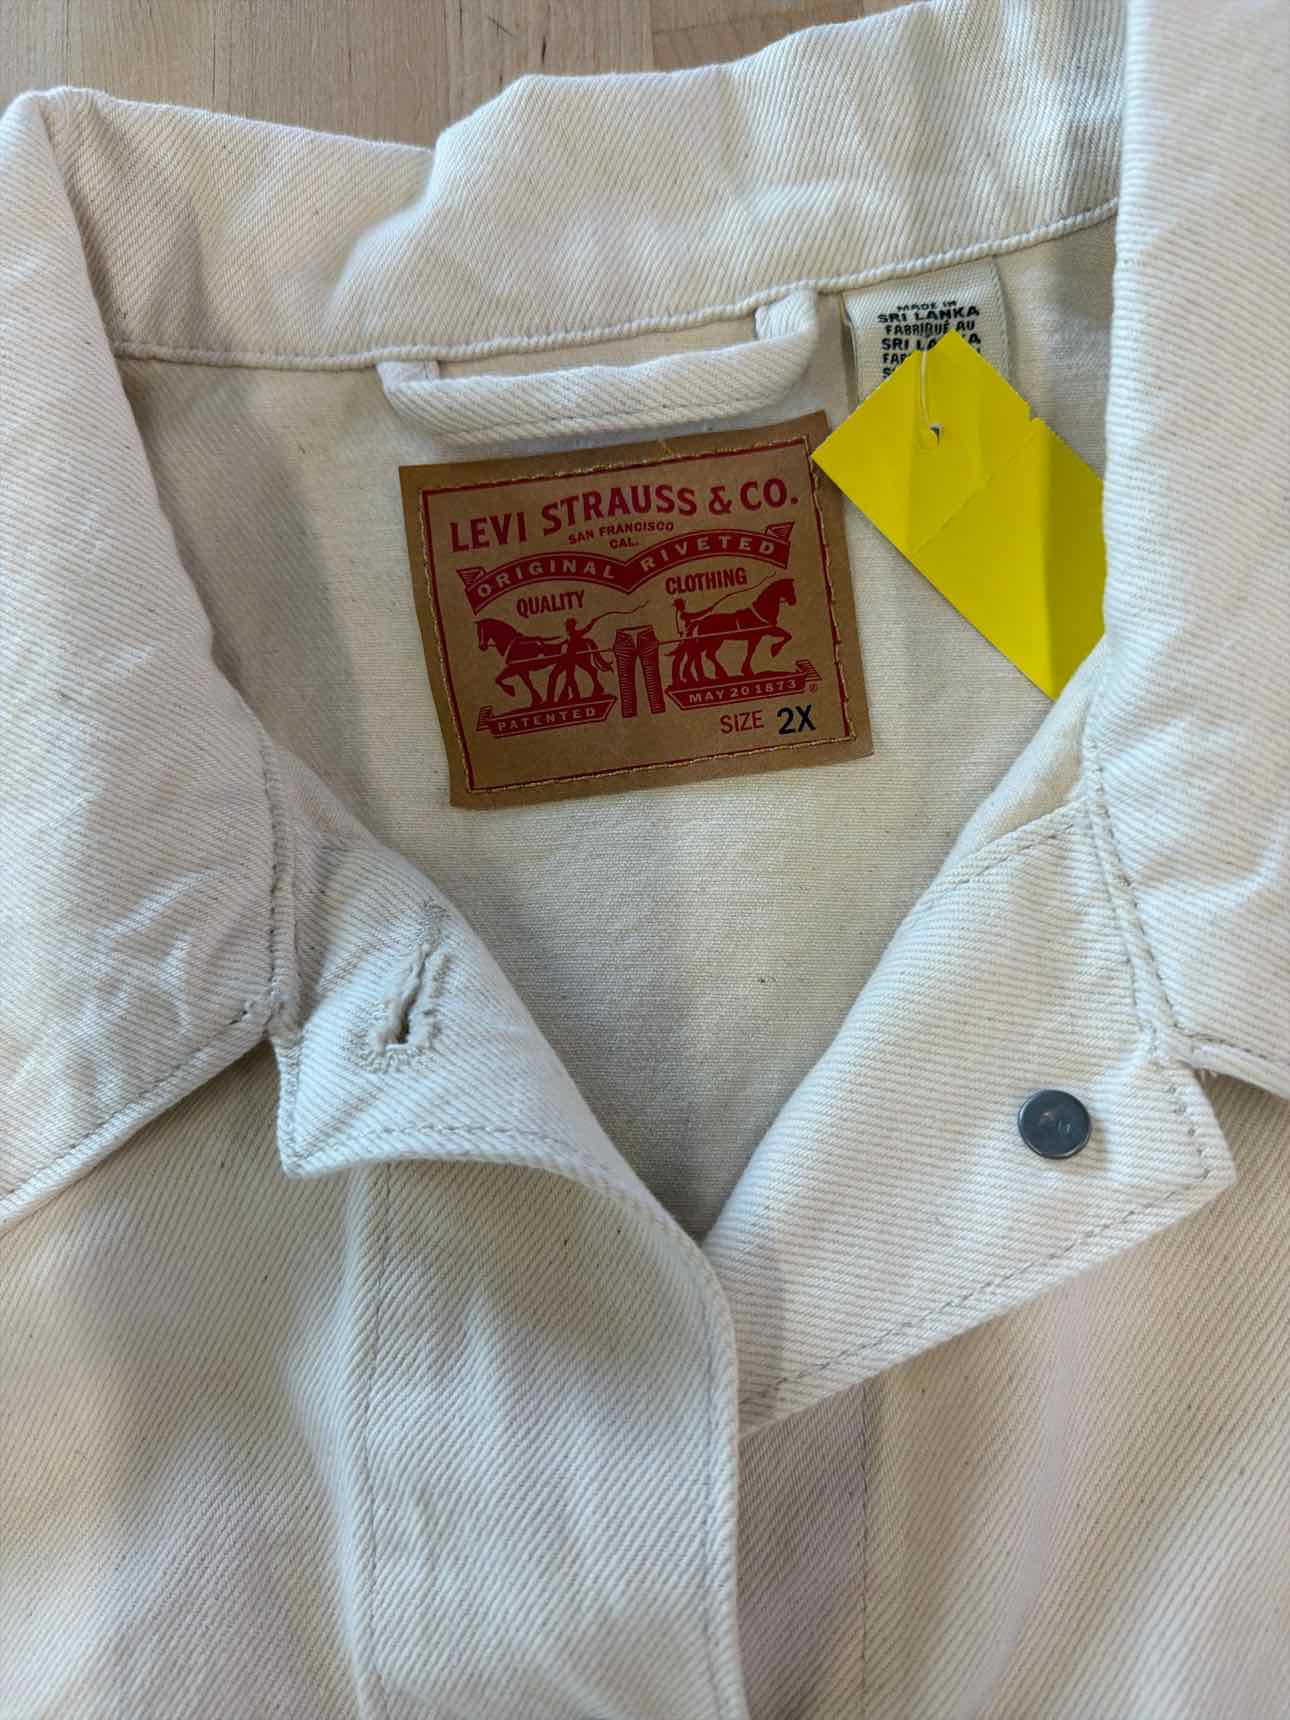 MADE IN
SRI LANKA
FABRIQUÉ AU
SRI LANKA
LEVI STRAUSS & CO.
SAN FRANCISCO
CAL.
ORIGINAL RIVETED
QUALITY CLOTHING
PATENTED MAY 20 1873 ®
SIZE 2X